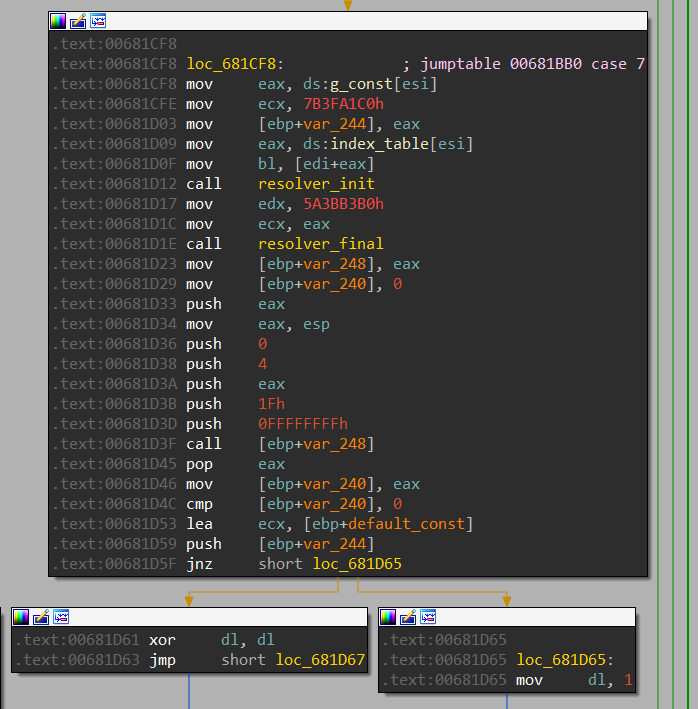 .text:00681CF8
.text:00681CF8 loc_681CF8: ; jumptable 00681BB0 case 7
.text:00681CF8 mov eax, ds:g_const[esi]
.text:00681CFE mov ecx, 7B3FA1C0h
.text:00681D03 mov [ebp+var_244], eax
.text:00681D09 mov eax, ds:index_table[esi]
.text:00681D0F mov bl, [edi+eax]
.text:00681D12 call resolver_init
.text:00681D17 mov edx, 5A3BB3B0h
.text:00681D1C mov ecx, eax
.text:00681D1E call resolver_final
.text:00681D23 mov [ebp+var_248], eax
.text:00681D29 mov [ebp+var_240], 0
.text:00681D33 push eax
.text:00681D34 mov eax, esp
.text:00681D36 push 0
.text:00681D38 push 4
.text:00681D3A push eax
.text:00681D3B push 1Fh
.text:00681D3D push 0FFFFFFFFh
.text:00681D3F call [ebp+var_248]
.text:00681D45 pop eax
.text:00681D46 mov [ebp+var_240], eax
.text:00681D4C cmp [ebp+var_240], 0
.text:00681D53 lea ecx, [ebp+default_const]
.text:00681D59 push [ebp+var_244]
.text:00681D5F jnz short loc_681D65
.text:00681D61 xor dl, dl
.text:00681D63 jmp short loc_681D67
.text:00681D65
.text:00681D65 loc_681D65:
.text:00681D65 mov dl, 1